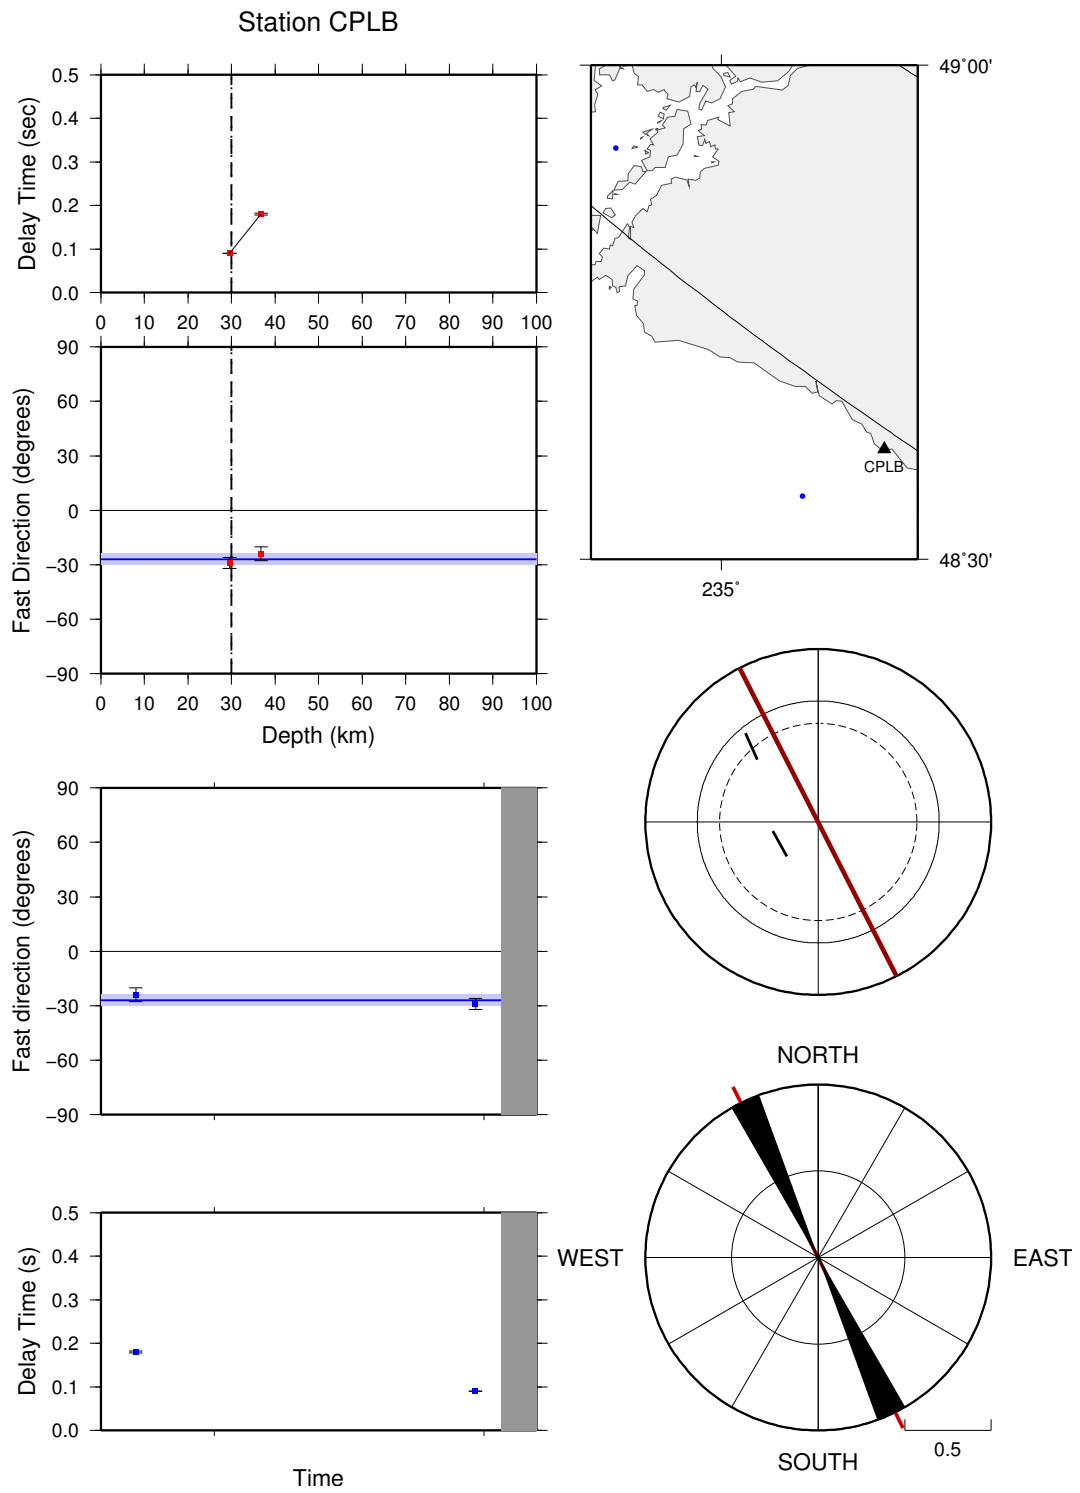 Station CPLB
0.5
0.4
0.3
0.2
0.1
0.0
Delay Time (sec)
0 10 20 30 40 50 60 70 80 90 100
90
60
30
0
−30
−60
−90
Fast Direction (degrees)
0 10 20 30 40 50 60 70 80 90 100
Depth (km)
90
60
30
0
−30
−60
−90
Fast direction (degrees)
0.5
0.4
0.3
0.2
0.1
0.0
Delay Time (s)
Time
49˚00'
CPLB
48˚30'
235˚
NORTH
WEST
EAST
SOUTH
0.5